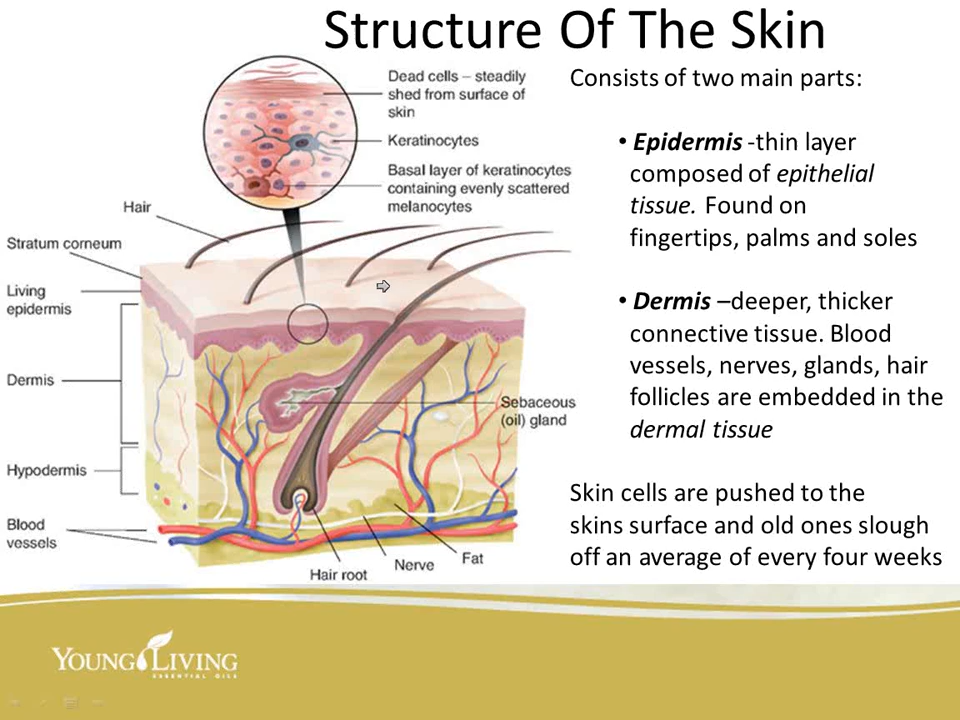 Structure Of The Skin
Dead cells – steadily
shed from surface of
skin
Keratinocytes
Basal layer of keratinocytes
containing evenly scattered
melanocytes
Hair
Stratum corneum
Living
epidermis
Dermis
Hypodermis
Blood
vessels
Sebaceous
(oil) gland
Hair root
Nerve
Fat
Consists of two main parts:
• Epidermis -thin layer
composed of epithelial
tissue. Found on
fingertips, palms and soles
• Dermis –deeper, thicker
connective tissue. Blood
vessels, nerves, glands, hair
follicles are embedded in the
dermal tissue
Skin cells are pushed to the
skins surface and old ones slough
off an average of every four weeks
YOUNG LIVING
ESSENTIAL OILS